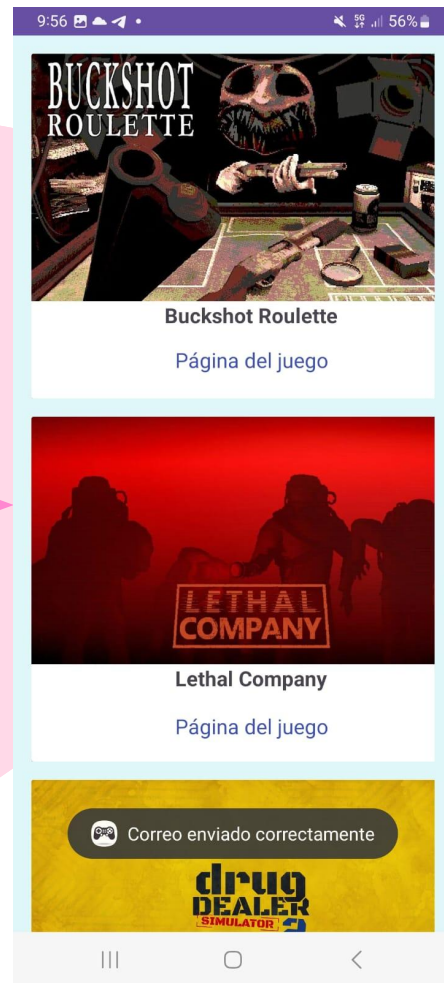 9:56
5G
56%
BUCKSHOT
ROULETTE
Buckshot Roulette
Página del juego
LETHAL
COMPANY
Lethal Company
Página del juego
Correo enviado correctamente
drug
DEALER
SIMULATOR